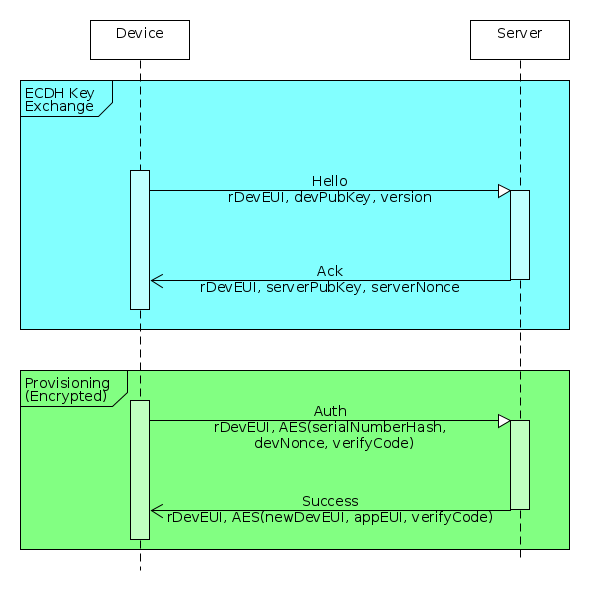 Device
Server
ECDH Key
Exchange
Hello
rDevEUI, devPubKey, version
Ack
rDevEUI, serverPubKey, serverNonce
Provisioning
(Encrypted)
Auth
rDevEUI, AES(serialNumberHash,
devNonce, verifyCode)
Success
rDevEUI, AES(newDevEUI, appEUI, verifyCode)